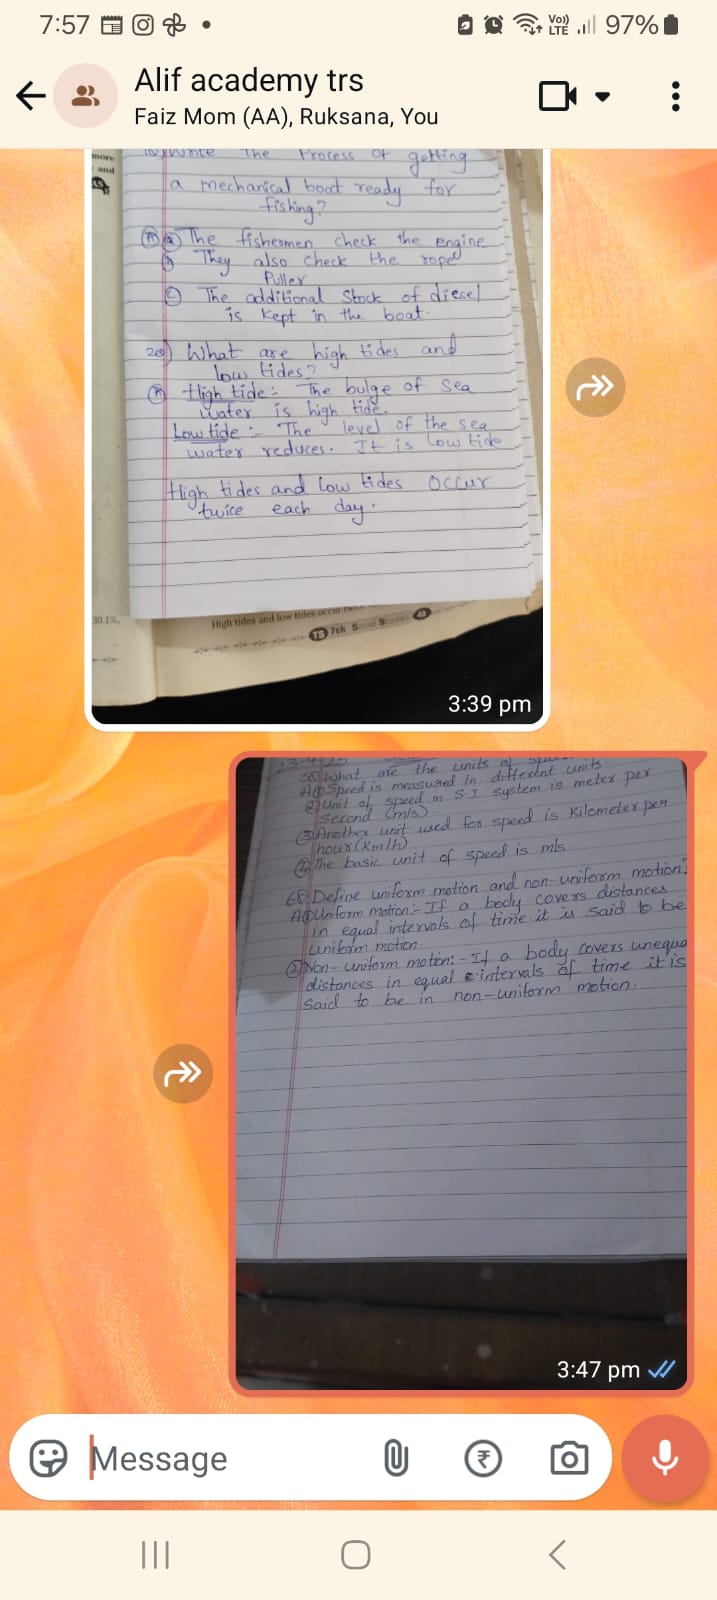 7:57
Vo))
LTE
97%
Alif academy trs
Faiz Mom (AA), Ruksana, You
more
and
Write the Process of getting
a mechanical boat ready for
fishing?
A) a The fishermen check the engine
b They also check the rope
Puller
c The additional Stock of diesel
is kept in the boat.
20) What are high tides and
low tides?
A) High tide:- The bulge of sea
water is high tide.
Low tide :- The level of the sea
water reduces. It is low tide
High tides and low tides occur
twice each day.
30.1%,
High tides and low tides occur
TS 7th Social Studies 49
3:39 pm
5Q. What are the units of
A) ① Speed is measured in different units.
② Unit of speed in S I system is meter per
second (m/s).
③ Another unit used for speed is Kilometer per
hour (Km/h)
④ The basic unit of speed is m/s
6Q. Define uniform motion and non-uniform motion.
A) ① Uniform motion:- If a body covers distances
in equal intervals of time it is said to be
uniform motion.
② Non-uniform motion:- If a body covers unequa
distances in equal intervals of time it is
said to be in non-uniform motion.
3:47 pm
Message